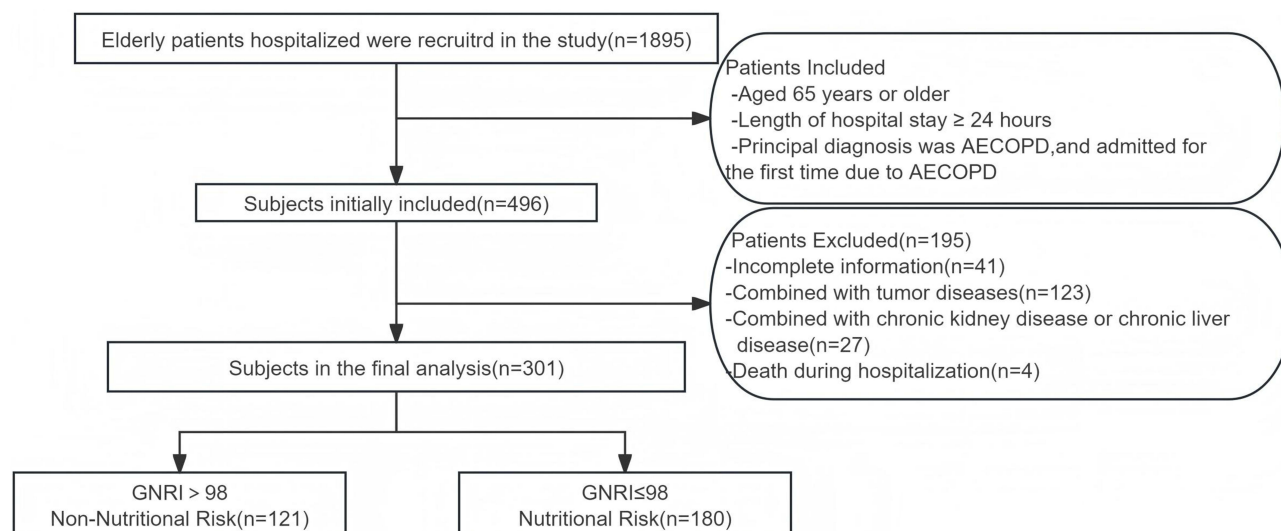 Elderly patients hospitalized were recruitrd in the study(n=1895)
Patients Included
-Aged 65 years or older
-Length of hospital stay ≥ 24 hours
-Principal diagnosis was AECOPD,and admitted for
the first time due to AECOPD
Subjects initially included(n=496)
Patients Excluded(n=195)
-Incomplete information(n=41)
-Combined with tumor diseases(n=123)
-Combined with chronic kidney disease or chronic liver
disease(n=27)
-Death during hospitalization(n=4)
Subjects in the final analysis(n=301)
GNRI > 98
Non-Nutritional Risk(n=121)
GNRI≤98
Nutritional Risk(n=180)